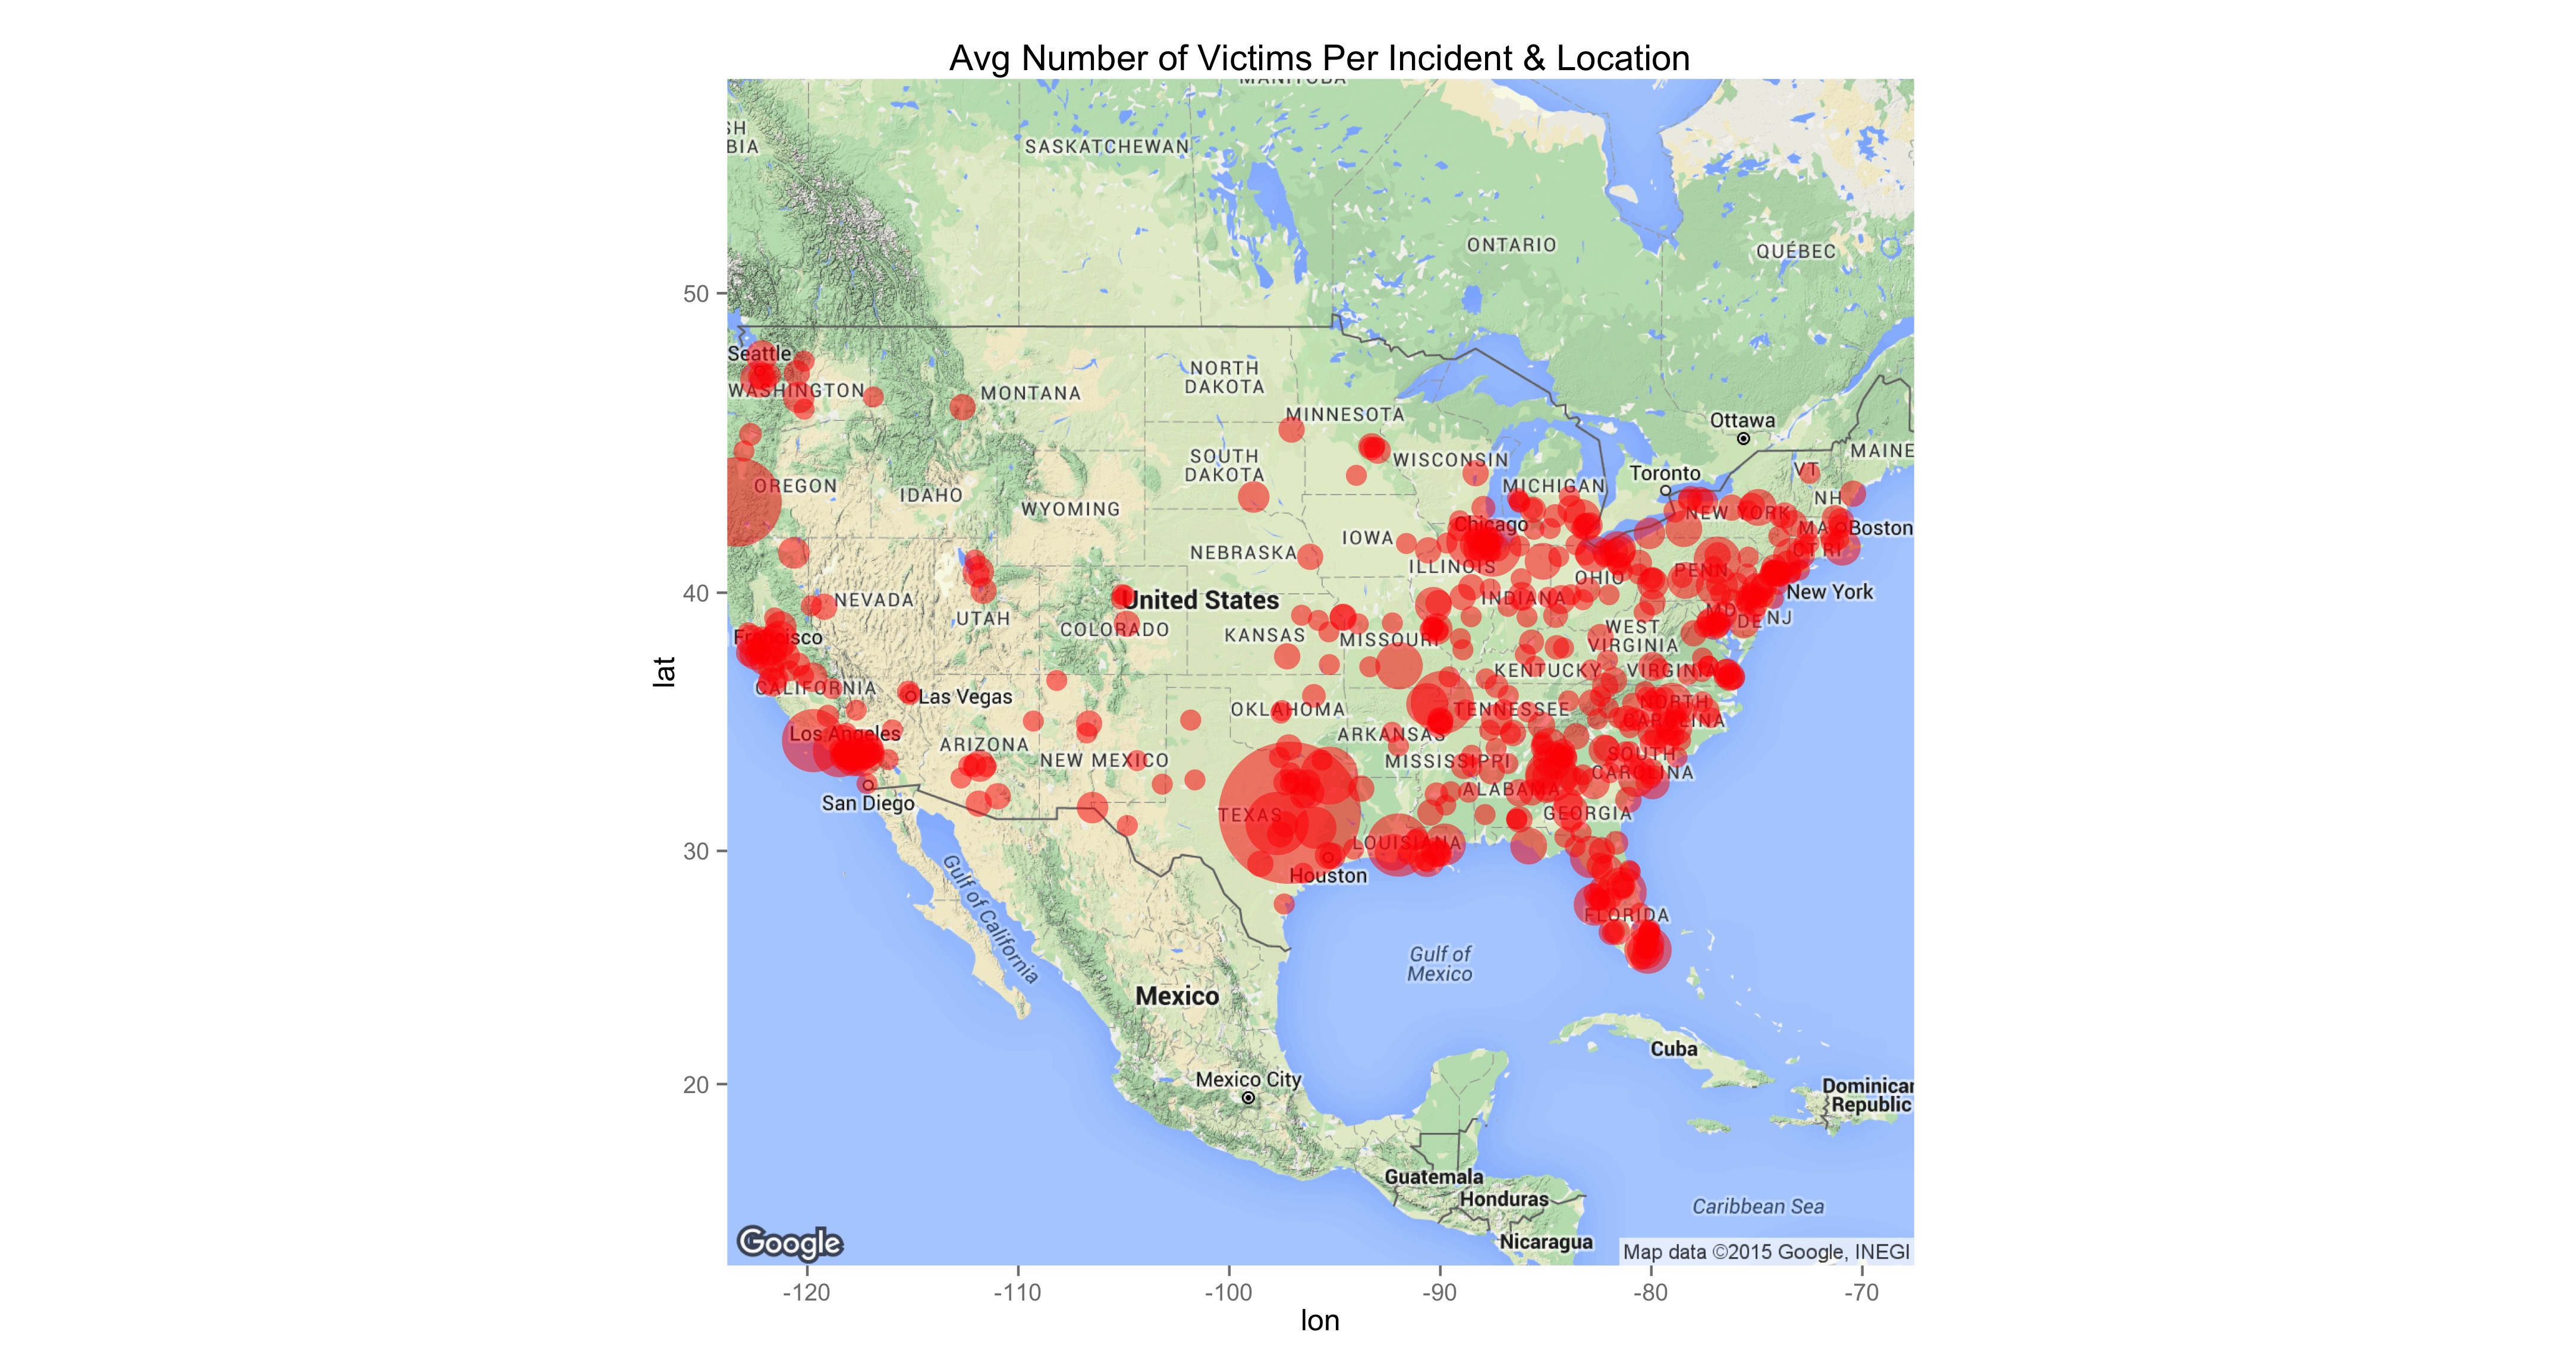 Avg Number of Victims Per Incident & Location
MANITOBA
SH
BIA
SASKATCHEWAN
ONTARIO
QUÉBEC
50
Seattle
WASHINGTON
MONTANA
NORTH
DAKOTA
MINNESOTA
Ottawa
MAINE
SOUTH
DAKOTA
WISCONSIN
MICHIGAN
Toronto
VT
NH
OREGON
IDAHO
WYOMING
NEW YORK
MA
Boston
CT RI
Chicago
IOWA
NEBRASKA
ILLINOIS
OHIO
PENN
40
NEVADA
United States
INDIANA
New York
MD
DE
NJ
UTAH
COLORADO
KANSAS
MISSOURI
WEST
VIRGINIA
Francisco
CALIFORNIA
Las Vegas
KENTUCKY
VIRGINIA
OKLAHOMA
TENNESSEE
NORTH
CAROLINA
Los Angeles
ARIZONA
NEW MEXICO
ARKANSAS
MISSISSIPPI
SOUTH
CAROLINA
San Diego
ALABAMA
TEXAS
GEORGIA
30
LOUISIANA
Houston
Gulf of California
FLORIDA
Gulf of
Mexico
Mexico
Cuba
20
Mexico City
Dominican
Republic
Guatemala
Honduras
Nicaragua
Caribbean Sea
Google
Map data ©2015 Google, INEGI
-120
-110
-100
-90
-80
-70
lon
lat